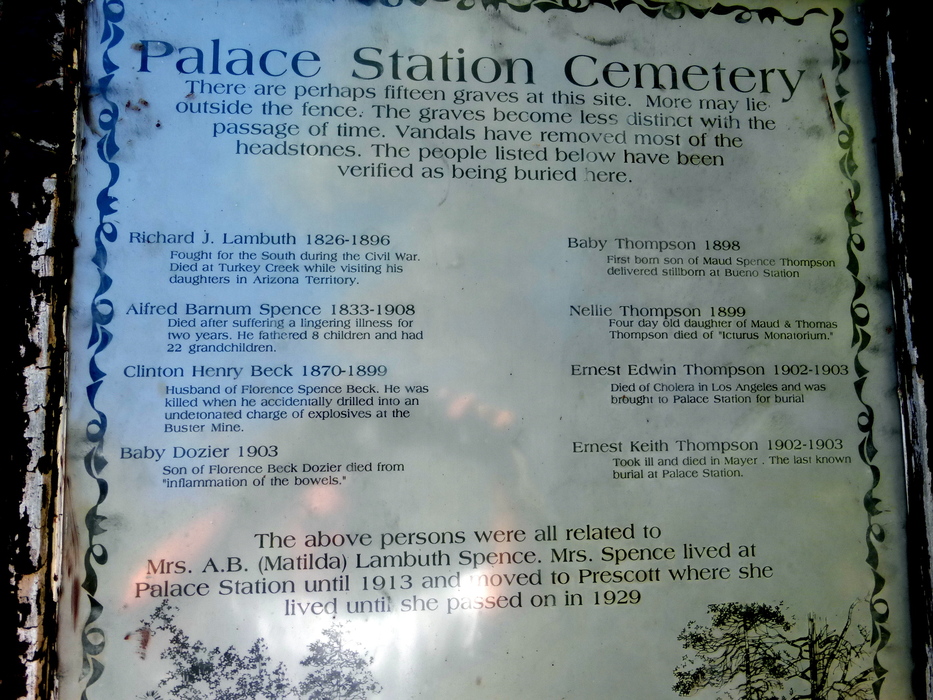 Palace Station Cemetery
There are perhaps fifteen graves at this site. More may lie
outside the fence. The graves become less distinct with the
passage of time. Vandals have removed most of the
headstones. The people listed below have been
verified as being buried here.
Richard J. Lambuth 1826-1896
Fought for the South during the Civil War.
Died at Turkey Creek while visiting his
daughters in Arizona Territory.
Alfred Barnum Spence 1833-1908
Died after suffering a lingering illness for
two years. He fathered 8 children and had
22 grandchildren.
Clinton Henry Beck 1870-1899
Husband of Florence Spence Beck. He was
killed when he accidentally drilled into an
undetonated charge of explosives at the
Buster Mine.
Baby Dozier 1903
Son of Florence Beck Dozier died from
"inflammation of the bowels."
Baby Thompson 1898
First born son of Maud Spence Thompson
delivered stillborn at Bueno Station
Nellie Thompson 1899
Four day old daughter of Maud & Thomas
Thompson died of "Icturus Monatorium."
Ernest Edwin Thompson 1902-1903
Died of Cholera in Los Angeles and was
brought to Palace Station for burial
Ernest Keith Thompson 1902-1903
Took ill and died in Mayer . The last known
burial at Palace Station.
The above persons were all related to
Mrs. A.B. (Matilda) Lambuth Spence. Mrs. Spence lived at
Palace Station until 1913 and moved to Prescott where she
lived until she passed on in 1929